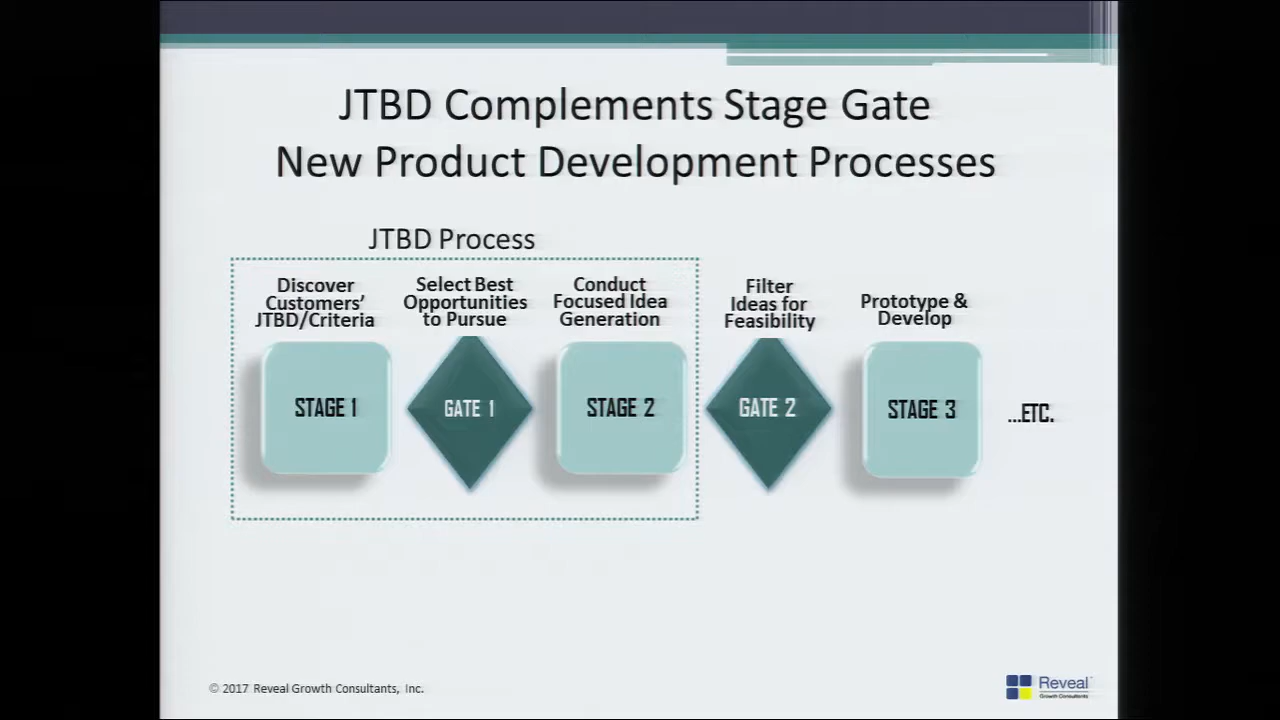 JTBD Complements Stage Gate
New Product Development Processes
JTBD Process
Discover
Customers'
JTBD/Criteria
Select Best
Opportunities
to Pursue
Conduct
Focused Idea
Generation
Filter
Ideas for
Feasibility
Prototype &
Develop
STAGE 1
GATE 1
STAGE 2
GATE 2
STAGE 3
...ETC.
© 2017 Reveal Growth Consultants, Inc.
Reveal
Growth Consultants